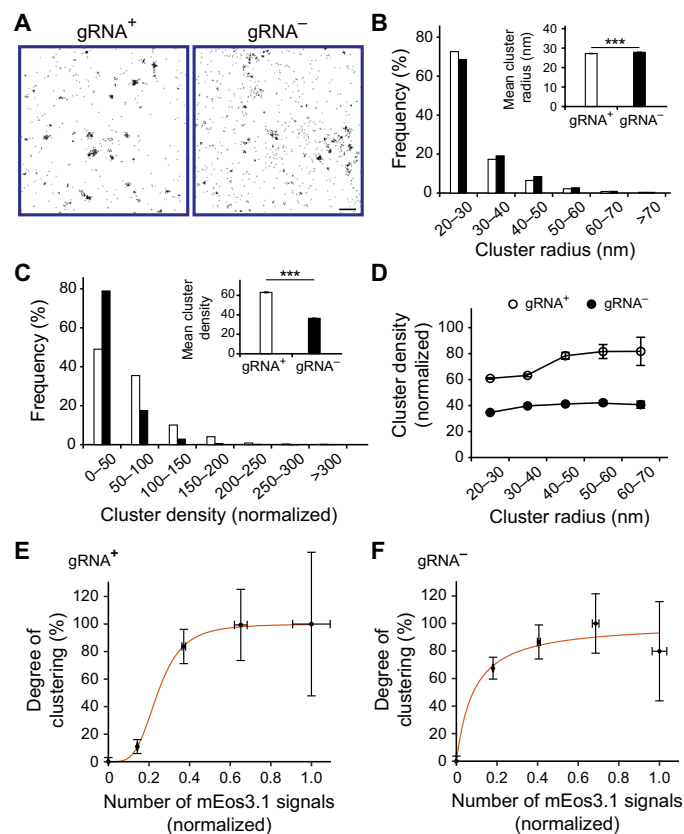 A
gRNA+ gRNA−
B
Frequency (%)
80
60
40
20
0
20–30 30–40 40–50 50–60 60–70 >70
Cluster radius (nm)
Mean cluster
radius (nm)
40
30
20
10
0
***
gRNA+ gRNA−
C
Frequency (%)
80
60
40
20
0
0–50 50–100 100–150 150–200 200–250 250–300 >300
Cluster density (normalized)
Mean cluster
density
60
40
20
0
***
gRNA+ gRNA−
D
gRNA+ gRNA−
Cluster density
(normalized)
100
80
60
40
20
0
20–30 30–40 40–50 50–60 60–70
Cluster radius (nm)
E
gRNA+
Degree of
clustering (%)
120
100
80
60
40
20
0
0 0.2 0.4 0.6 0.8 1.0
Number of mEos3.1 signals
(normalized)
F
gRNA−
Degree of
clustering (%)
120
100
80
60
40
20
0
0 0.2 0.4 0.6 0.8 1.0
Number of mEos3.1 signals
(normalized)